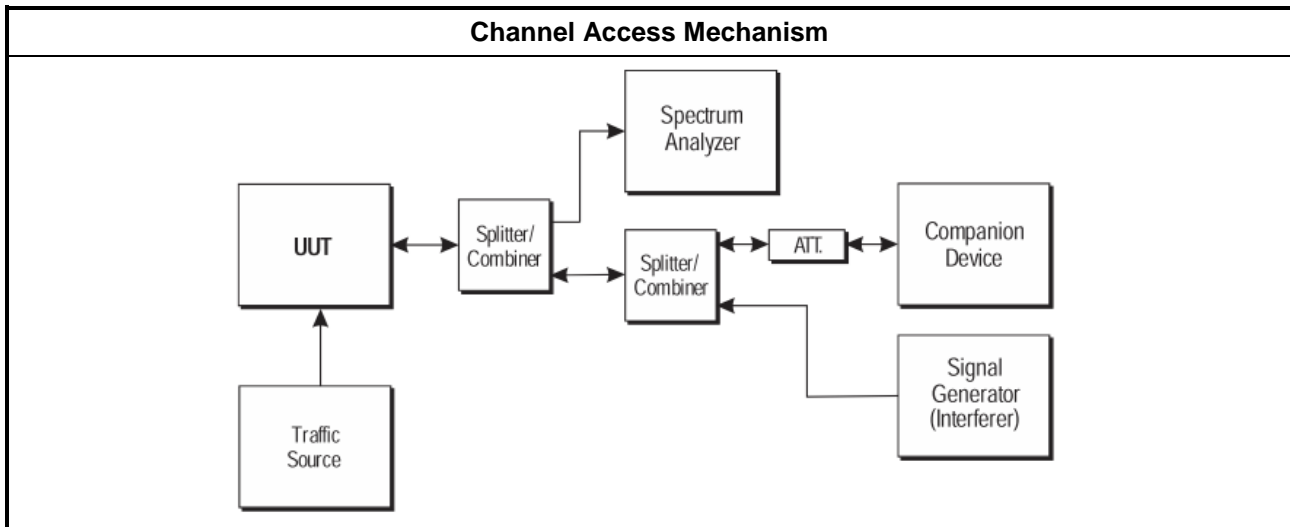 Channel Access Mechanism
Spectrum
Analyzer
UUT
Splitter/
Combiner
Splitter/
Combiner
ATT.
Companion
Device
Signal
Generator
(Interferer)
Traffic
Source